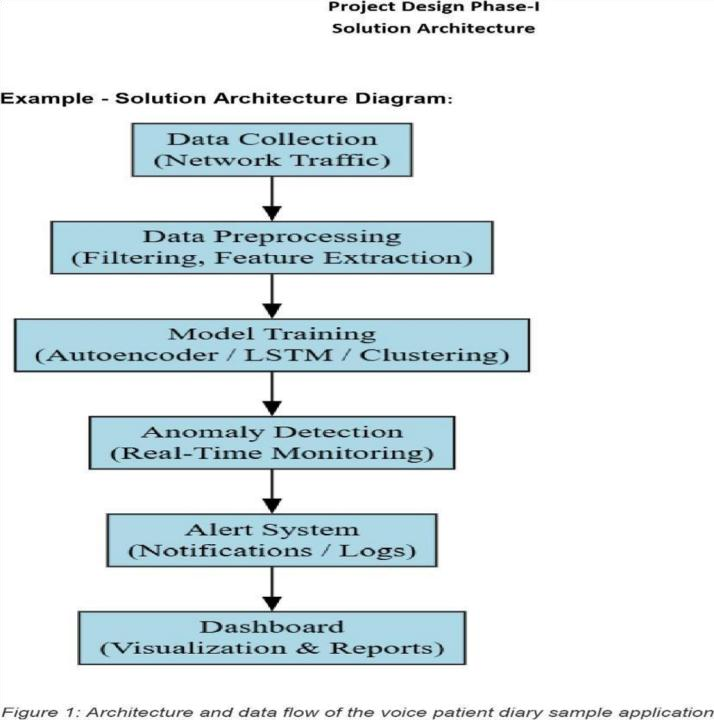 Project Design Phase-I
Solution Architecture
Example - Solution Architecture Diagram:
Data Collection
(Network Traffic)
Data Preprocessing
(Filtering, Feature Extraction)
Model Training
(Autoencoder / LSTM / Clustering)
Anomaly Detection
(Real-Time Monitoring)
Alert System
(Notifications / Logs)
Dashboard
(Visualization & Reports)
Figure 1: Architecture and data flow of the voice patient diary sample application